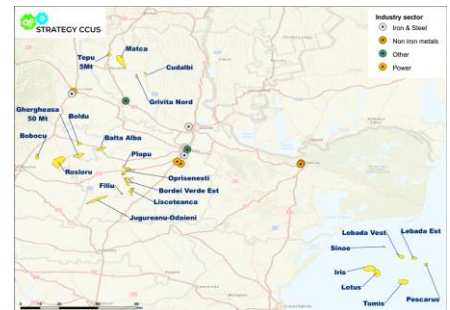 STRATEGY CCUS
Industry sector
Iron & Steel
Non iron metals
Other
Power
Matca
Tepu
5Mt
Cudalbi
Grivita Nord
Ghergheasa
50 Mt
Boldu
Balta Alba
Bobocu
Plopu
Rosioru
Oprisenesti
Filiu
Bordei Verde Est
Liscoteanca
Jugureanu-Odaieni
Lebada Vest
Lebada Est
Sinoe
Iris
Lotus
Tomis
Pescarus